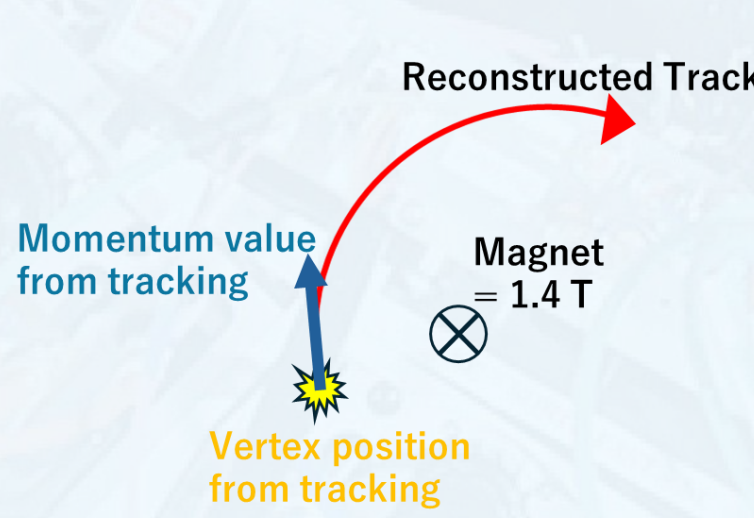 Reconstructed Track
Momentum value
from tracking
Magnet
= 1.4 T
Vertex position
from tracking